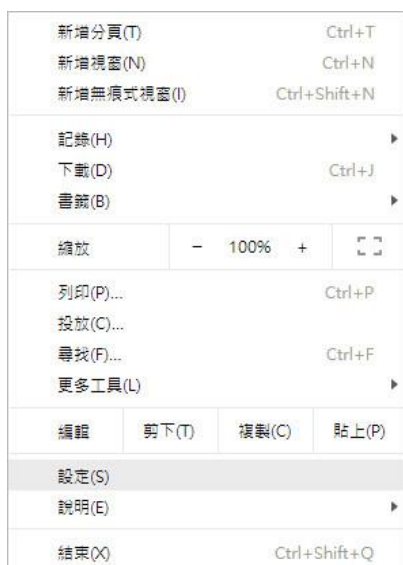 新增分頁(T) Ctrl+T
新增視窗(N) Ctrl+N
新增無痕式視窗(I) Ctrl+Shift+N
記錄(H)
下載(D) Ctrl+J
書籤(B)
縮放 − 100% +
列印(P)... Ctrl+P
投放(C)...
尋找(F)... Ctrl+F
更多工具(L)
編輯 剪下(T) 複製(C) 貼上(P)
設定(S)
說明(E)
結束(X) Ctrl+Shift+Q